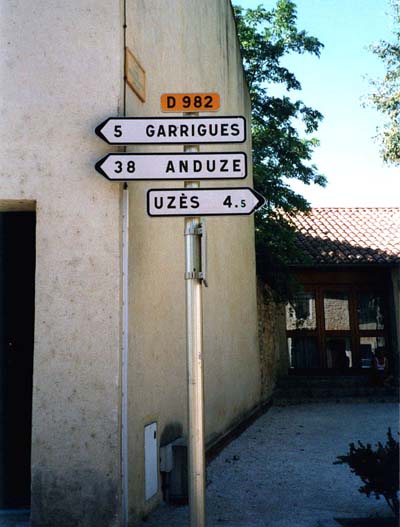 D 982
5 GARRIGUES
38 ANDUZE
UZÈS 4.5